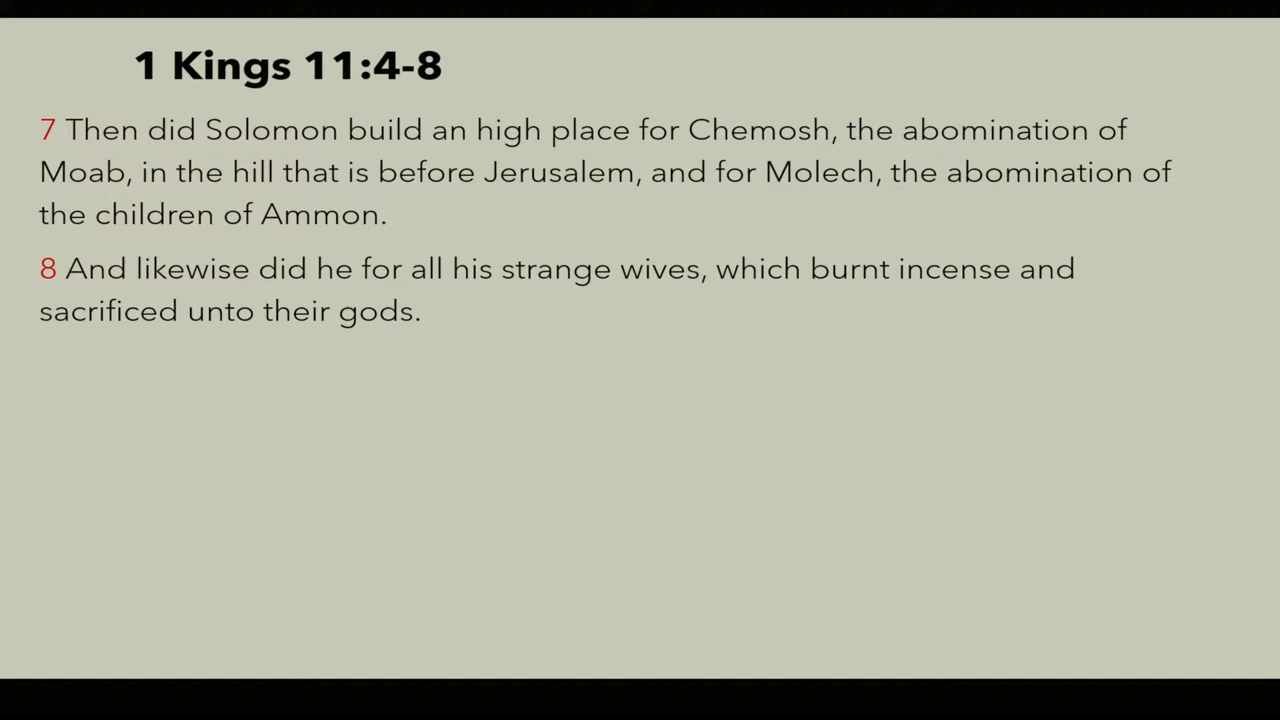 1 Kings 11:4-8
7 Then did Solomon build an high place for Chemosh, the abomination of
Moab, in the hill that is before Jerusalem, and for Molech, the abomination of
the children of Ammon.
8 And likewise did he for all his strange wives, which burnt incense and
sacrificed unto their gods.